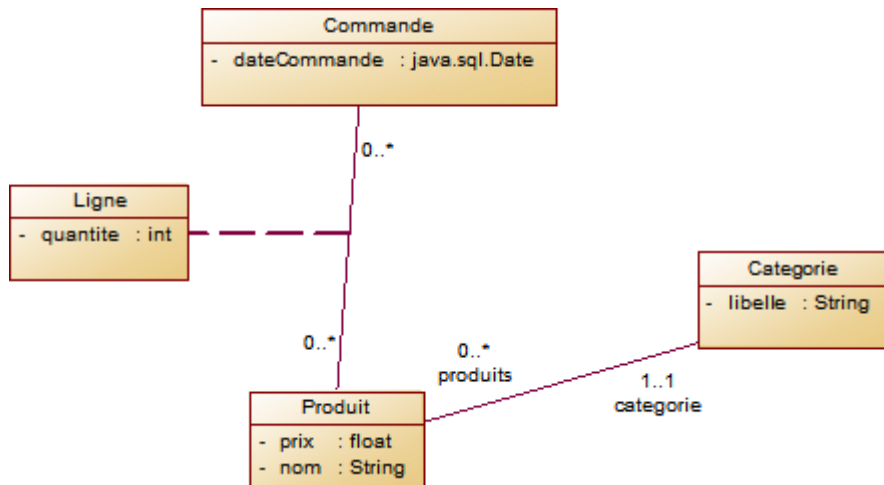 Commande
- dateCommande : java.sql.Date
0..*
Ligne
- quantite : int
Categorie
- libelle : String
0..*
0..*
produits
1..1
categorie
Produit
- prix : float
- nom : String